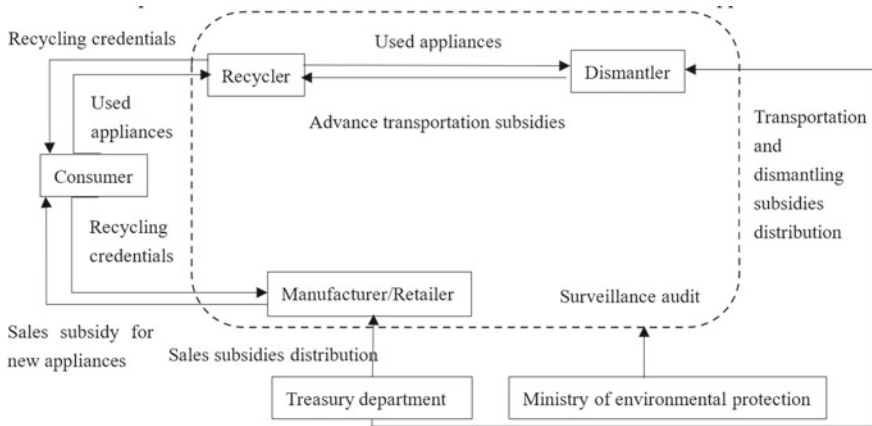 Recycling credentials
Used appliances
Recycler
Dismantler
Used
appliances
Advance transportation subsidies
Transportation
and
dismantling
subsidies
distribution
Consumer
Recycling
credentials
Manufacturer/Retailer
Surveillance audit
Sales subsidy for
new appliances
Sales subsidies distribution
Treasury department
Ministry of environmental protection